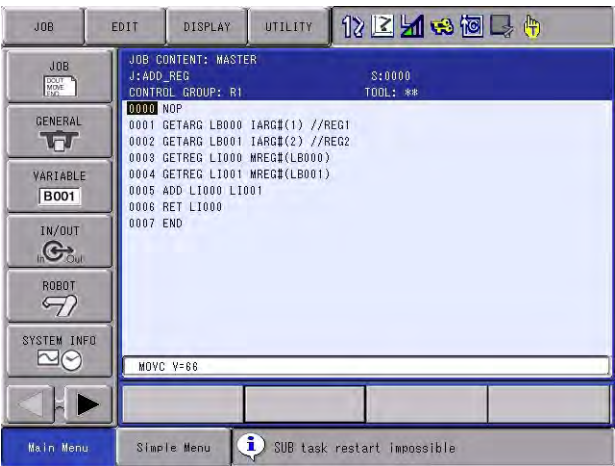 JOB EDIT DISPLAY UTILITY
JOB
DOUT
MOVE
END
GENERAL
VARIABLE
B001
IN/OUT
In Out
ROBOT
SYSTEM INFO
JOB CONTENT: MASTER
J:ADD_REG S:0000
CONTROL GROUP: R1 TOOL: **
0000 NOP
0001 GETARG LB000 IARG#(1) //REG1
0002 GETARG LB001 IARG#(2) //REG2
0003 GETREG LI000 MREG#(LB000)
0004 GETREG LI001 MREG#(LB001)
0005 ADD LI000 LI001
0006 RET LI000
0007 END
MOVC V=66
Main Menu Simple Menu SUB task restart impossible